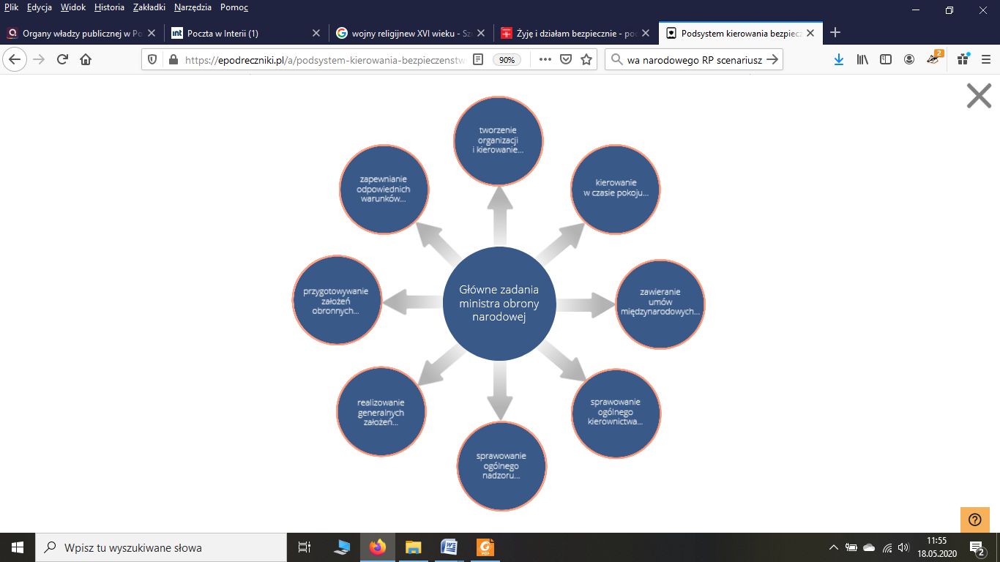 Plik Edycja Widok Historia Zakładki Narzędzia Pomoc
Organy władzy publicznej w Po
Poczta w Interii (1)
wojny religijnew XVI wieku - Sz
Żyję i działam bezpiecznie - po
Podsystem kierowania bezpiecz
https://epodreczniki.pl/a/podsystem-kierowania-bezpieczenstw
90%
wa narodowego RP scenariusz
2
tworzenie
organizacji
i kierowanie...
zapewnianie
odpowiednich
warunków...
kierowanie
w czasie pokoju...
przygotowywanie
założeń
obronnych...
Główne zadania
ministra obrony
narodowej
zawieranie
umów
międzynarodowych...
realizowanie
generalnych
założeń...
sprawowanie
ogólnego
kierownictwa...
sprawowanie
ogólnego
nadzoru...
Wpisz tu wyszukiwane słowa
PDF
11:55
18.05.2020
2